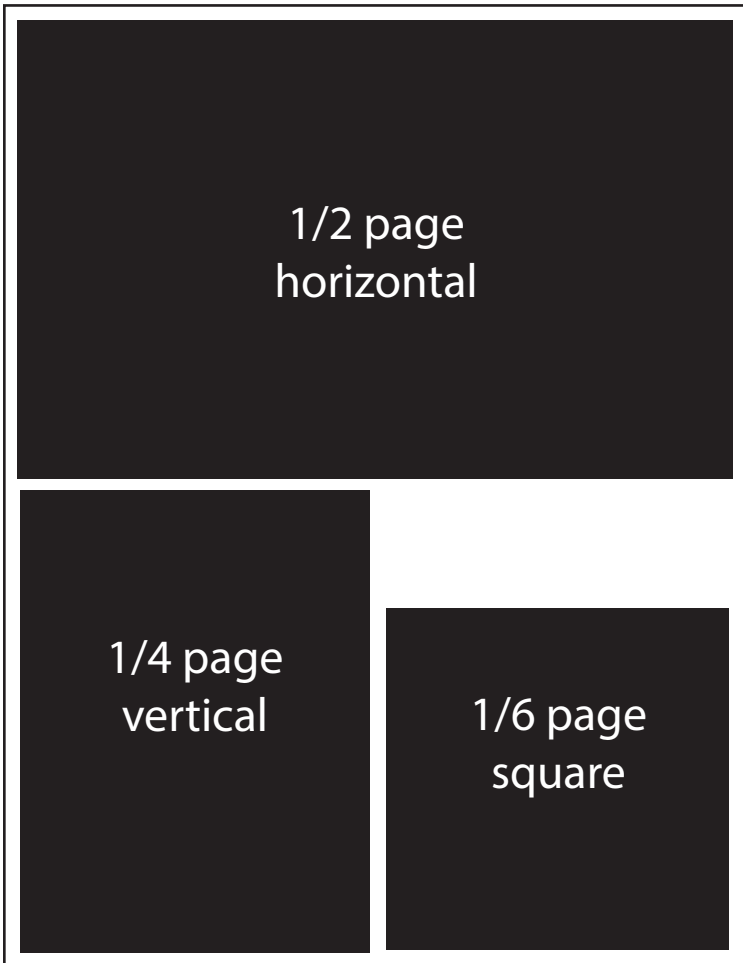 1/2 page
horizontal
1/4 page
vertical
1/6 page
square